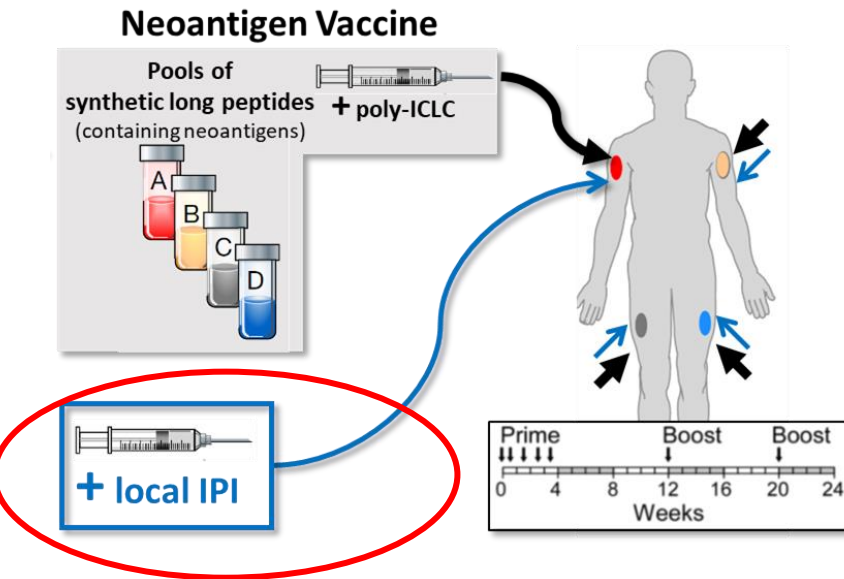 Neoantigen Vaccine
Pools of
synthetic long peptides
(containing neoantigens)
+ poly-ICLC
A
B
C
D
+ local IPI
Prime
Boost
Boost
0 4 8 12 16 20 24
Weeks